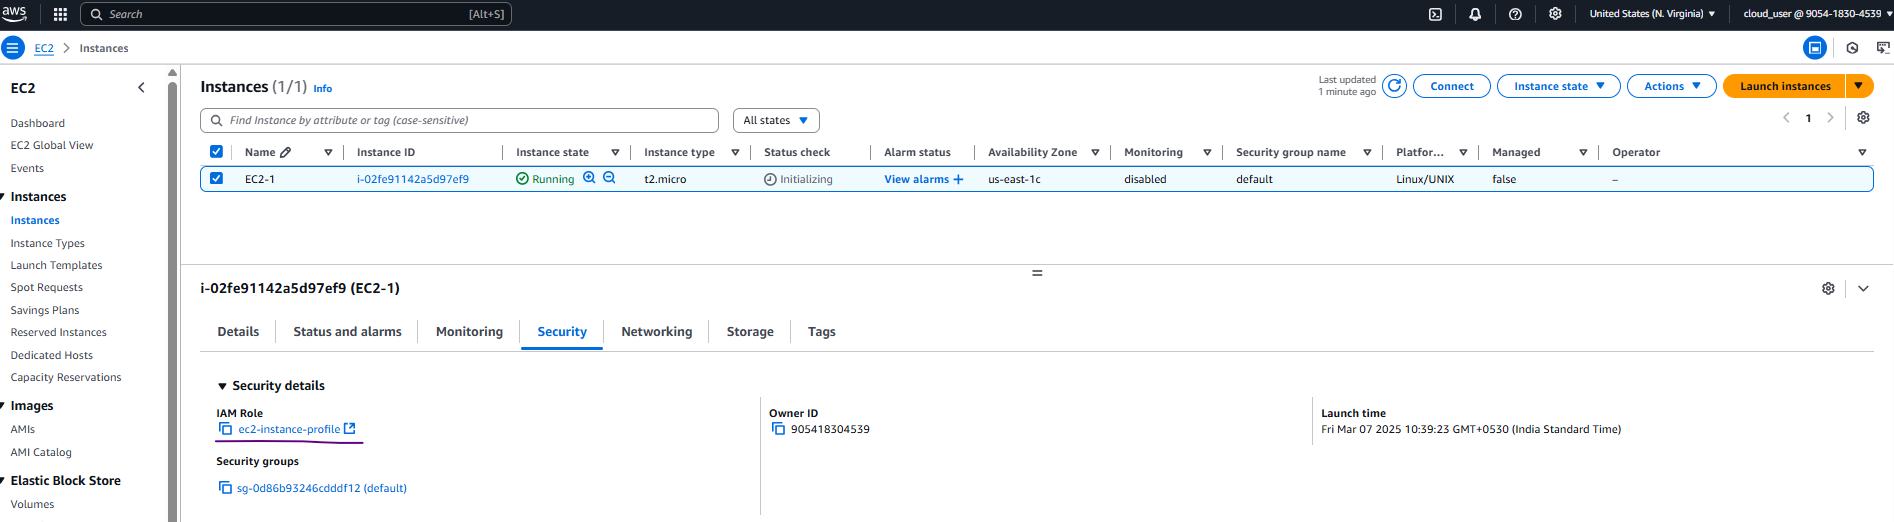 aws Search [Alt+S] United States (N. Virginia) cloud_user @ 9054-1830-4539
EC2 Instances
EC2
Dashboard
EC2 Global View
Events
Instances
Instances
Instance Types
Launch Templates
Spot Requests
Savings Plans
Reserved Instances
Dedicated Hosts
Capacity Reservations
Images
AMIs
AMI Catalog
Elastic Block Store
Volumes
Instances (1/1) Info
Last updated
1 minute ago
Connect Instance state Actions Launch instances
Find Instance by attribute or tag (case-sensitive) All states
1
Name Instance ID Instance state Instance type Status check Alarm status Availability Zone Monitoring Security group name Platfor... Managed Operator
EC2-1 i-02fe91142a5d97ef9 Running t2.micro Initializing View alarms + us-east-1c disabled default Linux/UNIX false –
i-02fe91142a5d97ef9 (EC2-1)
Details Status and alarms Monitoring Security Networking Storage Tags
Security details
IAM Role
ec2-instance-profile
Owner ID
905418304539
Launch time
Fri Mar 07 2025 10:39:23 GMT+0530 (India Standard Time)
Security groups
sg-0d86b93246cdddf12 (default)